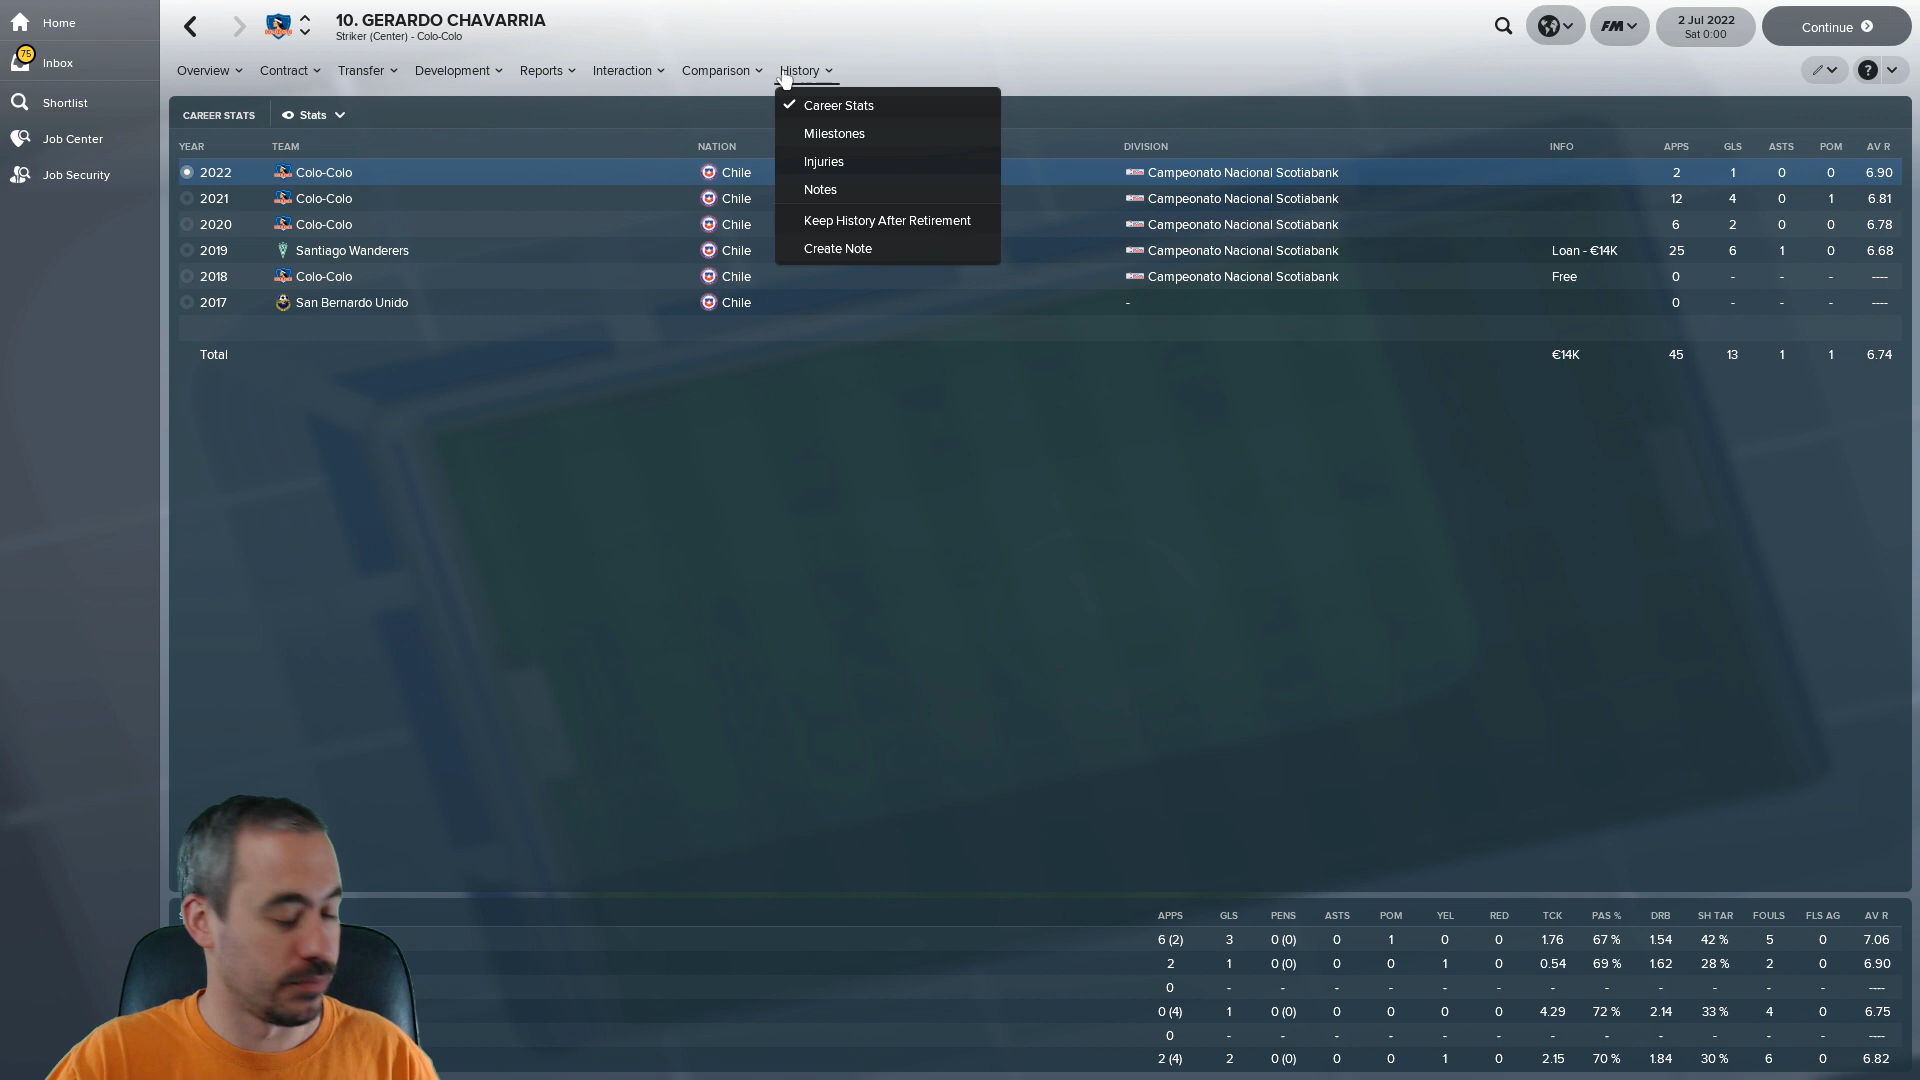 Home
75
Inbox
Shortlist
Job Center
Job Security
10. GERARDO CHAVARRIA
Striker (Center) - Colo-Colo
FM
2 Jul 2022
Sat 0:00
Continue
Overview Contract Transfer Development Reports Interaction Comparison History
?
Career Stats
Milestones
Injuries
Notes
Keep History After Retirement
Create Note
CAREER STATS Stats
YEAR TEAM NATION DIVISION INFO APPS GLS ASTS POM AV R
2022 Colo-Colo Chile Campeonato Nacional Scotiabank 2 1 0 0 6.90
2021 Colo-Colo Chile Campeonato Nacional Scotiabank 12 4 0 1 6.81
2020 Colo-Colo Chile Campeonato Nacional Scotiabank 6 2 0 0 6.78
2019 Santiago Wanderers Chile Campeonato Nacional Scotiabank Loan - €14K 25 6 1 0 6.68
2018 Colo-Colo Chile Campeonato Nacional Scotiabank Free 0 - - - ----
2017 San Bernardo Unido Chile - 0 - - - ----
Total €14K 45 13 1 1 6.74
APPS GLS PENS ASTS POM YEL RED TCK PAS % DRB SH TAR FOULS FLS AG AV R
6 (2) 3 0 (0) 0 1 0 0 1.76 67 % 1.54 42 % 5 0 7.06
2 1 0 (0) 0 0 1 0 0.54 69 % 1.62 28 % 2 0 6.90
0 - - - - - - - - - - - - ----
0 (4) 1 0 (0) 0 0 0 0 4.29 72 % 2.14 33 % 4 0 6.75
0 - - - - - - - - - - - - ----
2 (4) 2 0 (0) 0 0 1 0 2.15 70 % 1.84 30 % 6 0 6.82